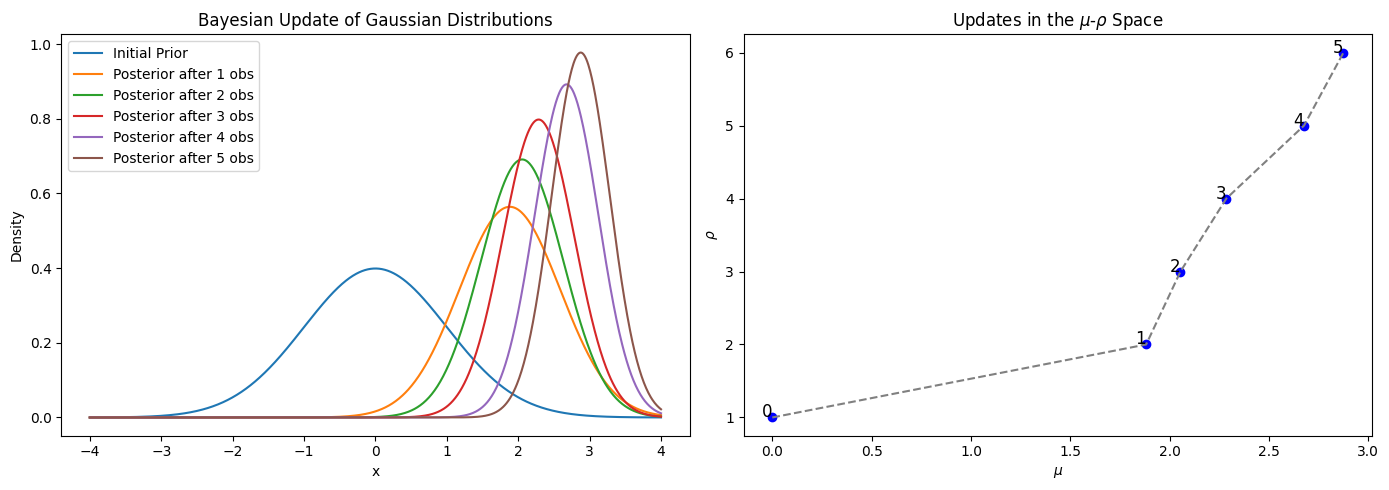 Bayesian Update of Gaussian Distributions
Density
1.0
0.8
0.6
0.4
0.2
0.0
Initial Prior
Posterior after 1 obs
Posterior after 2 obs
Posterior after 3 obs
Posterior after 4 obs
Posterior after 5 obs
−4
−3
−2
−1
0
1
2
3
4
x
Updates in the μ-ρ Space
ρ
6
5
4
3
2
1
5
4
3
2
1
0
0.0
0.5
1.0
1.5
2.0
2.5
3.0
μ